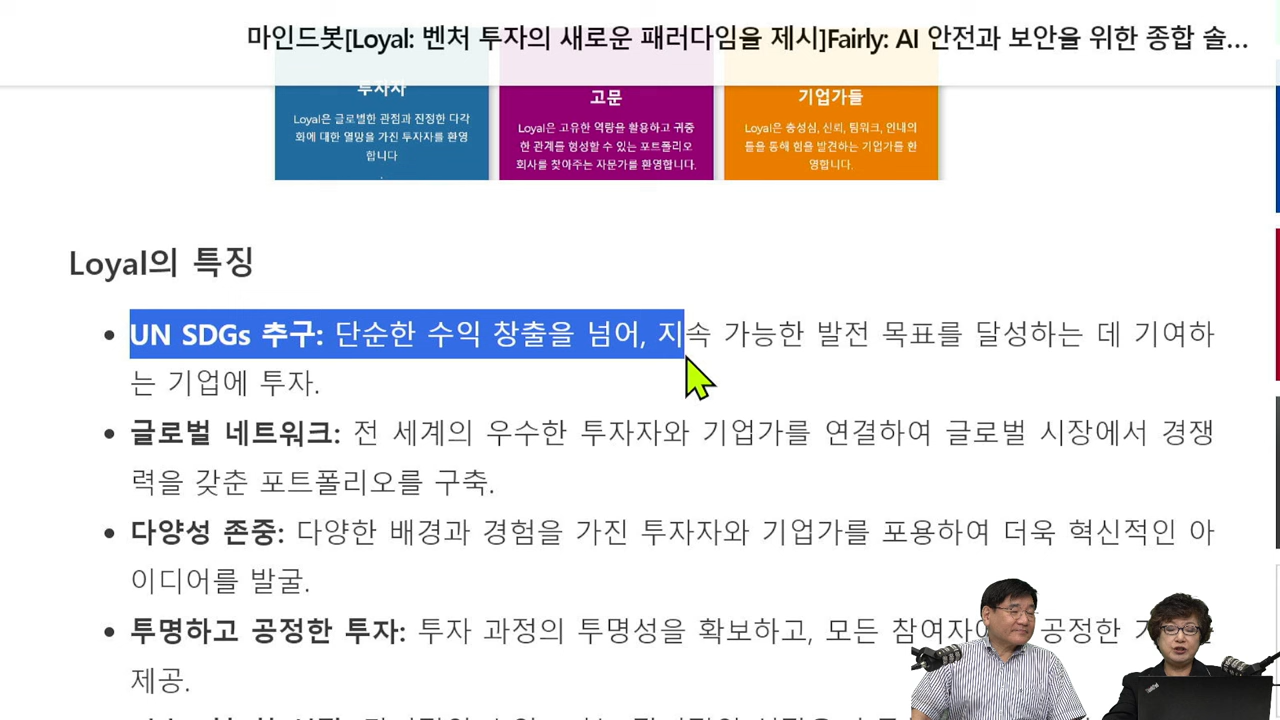 마인드봇[Loyal: 벤처 투자의 새로운 패러다임을 제시]Fairly: AI 안전과 보안을 위한 종합 솔...
투자자
Loyal은 글로벌한 관점과 진정한 다각
화에 대한 열망을 가진 투자자를 환영
합니다
고문
Loyal은 고유한 역량을 활용하고 귀중
한 관계를 형성할 수 있는 포트폴리오
회사를 찾아주는 자문가를 환영합니다.
기업가들
Loyal은 충성심, 신뢰, 팀워크, 인내의
들을 통해 힘을 발견하는 기업가를 환
영합니다.
Loyal의 특징
• UN SDGs 추구: 단순한 수익 창출을 넘어, 지속 가능한 발전 목표를 달성하는 데 기여하
는 기업에 투자.
• 글로벌 네트워크: 전 세계의 우수한 투자자와 기업가를 연결하여 글로벌 시장에서 경쟁
력을 갖춘 포트폴리오를 구축.
• 다양성 존중: 다양한 배경과 경험을 가진 투자자와 기업가를 포용하여 더욱 혁신적인 아
이디어를 발굴.
• 투명하고 공정한 투자: 투자 과정의 투명성을 확보하고, 모든 공정한
제공.